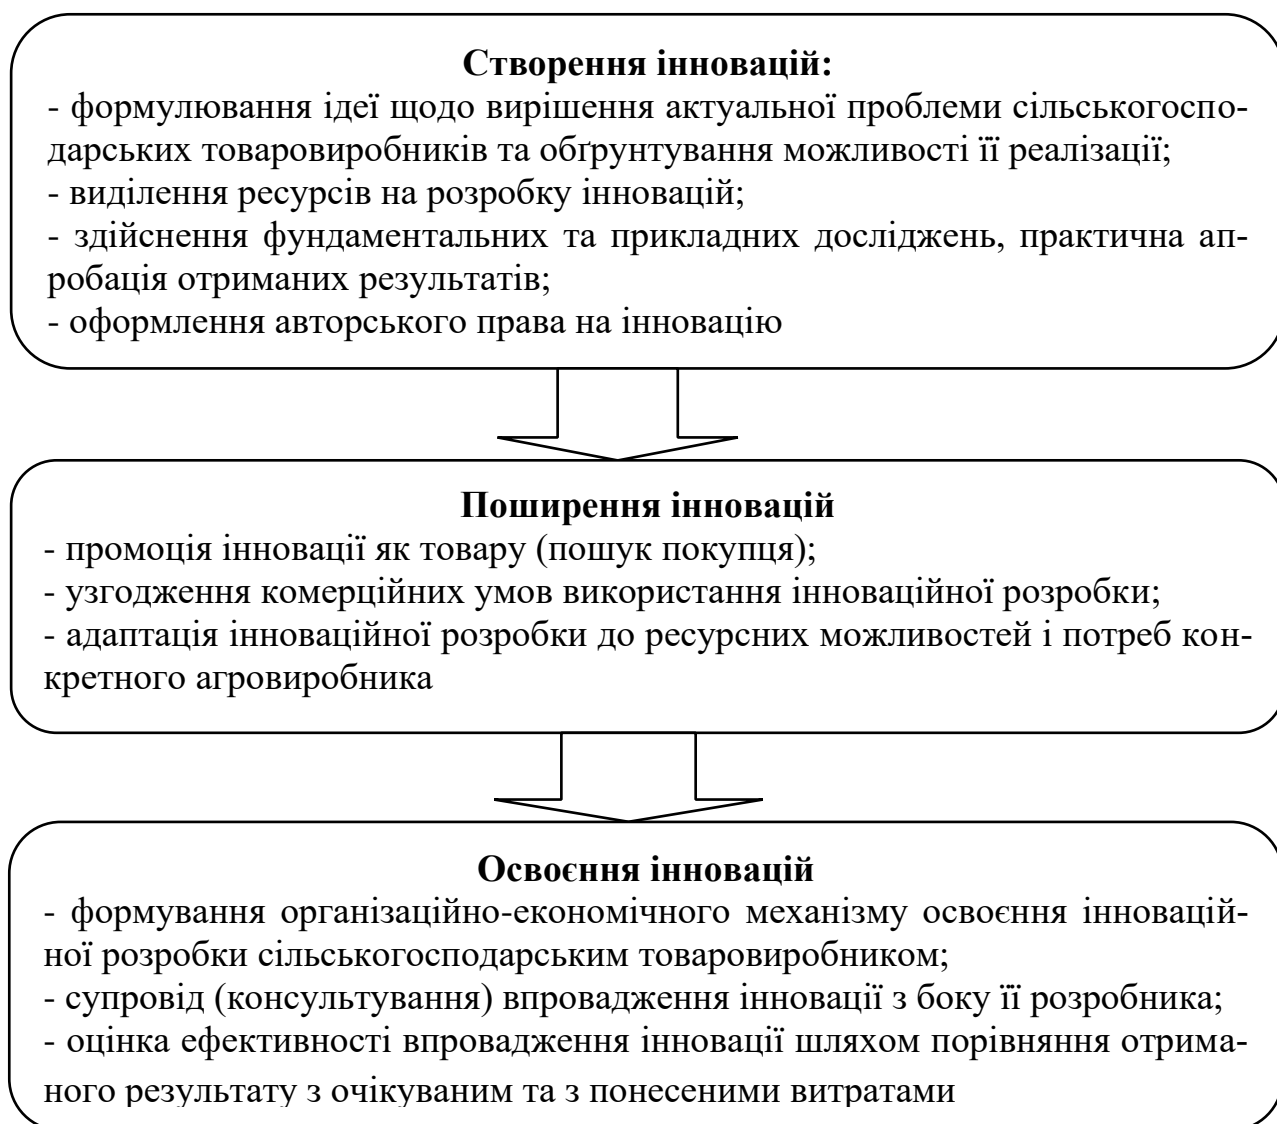 Створення інновацій:
- формулювання ідеї щодо вирішення актуальної проблеми сільськогоспо-
дарських товаровиробників та обґрунтування можливості її реалізації;
- виділення ресурсів на розробку інновацій;
- здійснення фундаментальних та прикладних досліджень, практична ап-
робація отриманих результатів;
- оформлення авторського права на інновацію
Поширення інновацій
- промоція інновації як товару (пошук покупця);
- узгодження комерційних умов використання інноваційної розробки;
- адаптація інноваційної розробки до ресурсних можливостей і потреб кон-
кретного агровиробника
Освоєння інновацій
- формування організаційно-економічного механізму освоєння інновацій-
ної розробки сільськогосподарським товаровиробником;
- супровід (консультування) впровадження інновації з боку її розробника;
- оцінка ефективності впровадження інновації шляхом порівняння отрима-
ного результату з очікуваним та з понесеними витратами